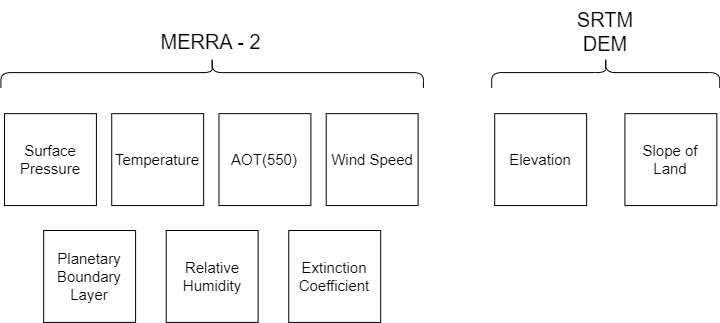 MERRA - 2
SRTM
DEM
Surface
Pressure
Temperature
AOT(550)
Wind Speed
Elevation
Slope of
Land
Planetary
Boundary
Layer
Relative
Humidity
Extinction
Coefficient